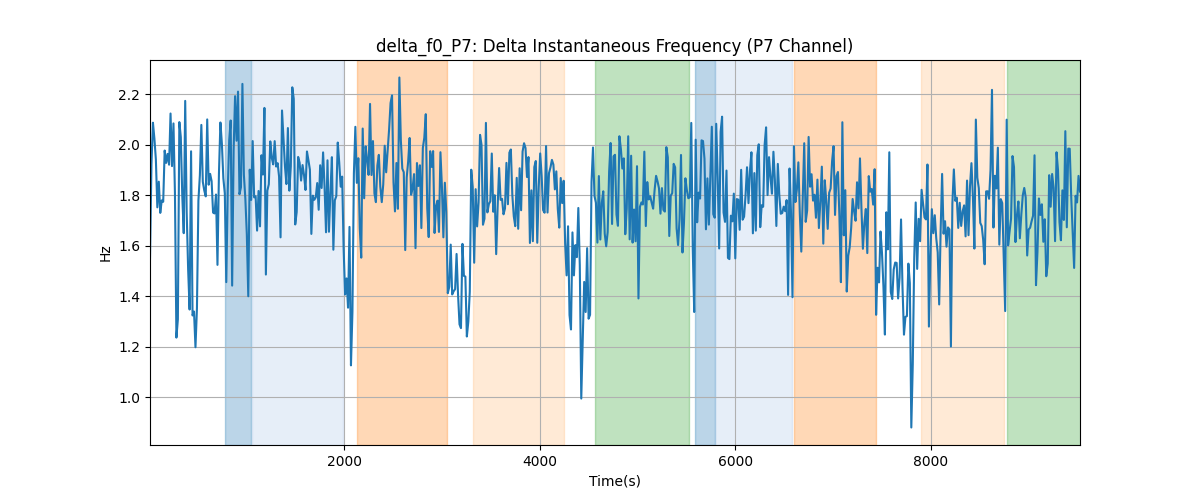 delta_f0_P7: Delta Instantaneous Frequency (P7 Channel)
2.2
2.0
1.8
1.6
1.4
1.2
1.0
Hz
2000 4000 6000 8000
Time(s)